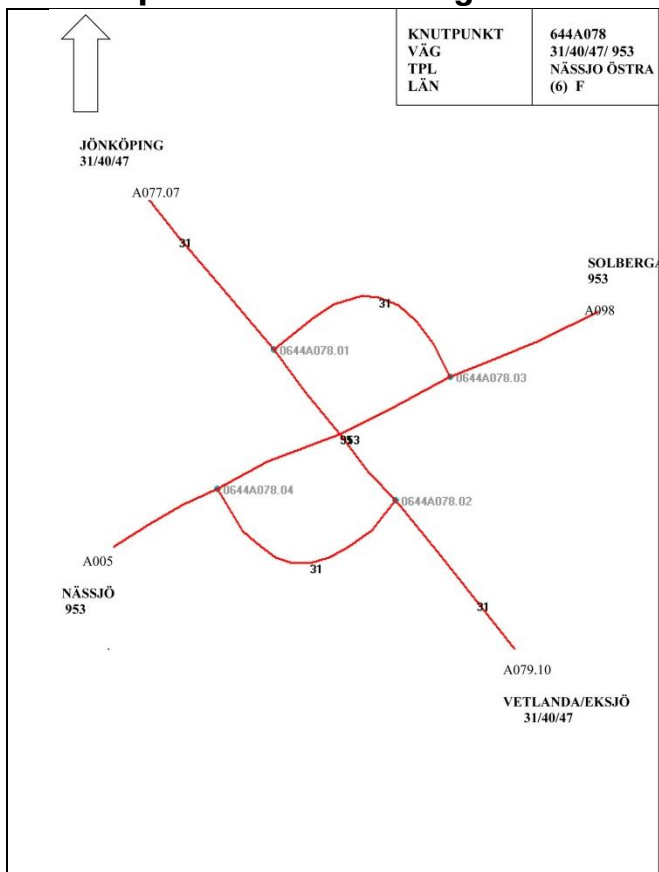 KNUTPUNKT 644A078
VÄG 31/40/47/ 953
TPL NÄSSJO ÖSTRA
LÄN (6) F
JÖNKÖPING
31/40/47
A077.07
31
SOLBERGA
953
A098
31
0644A078.01
0644A078.03
953
0644A078.04
0644A078.02
A005
31
NÄSSJÖ
953
31
A079.10
VETLANDA/EKSJÖ
31/40/47